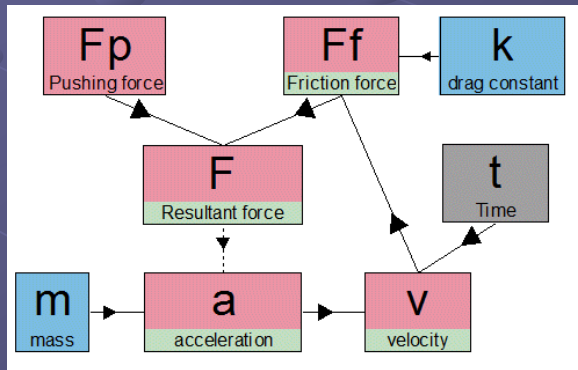 Fp
Pushing force
Ff
Friction force
k
drag constant
F
Resultant force
t
Time
m
mass
a
acceleration
v
velocity